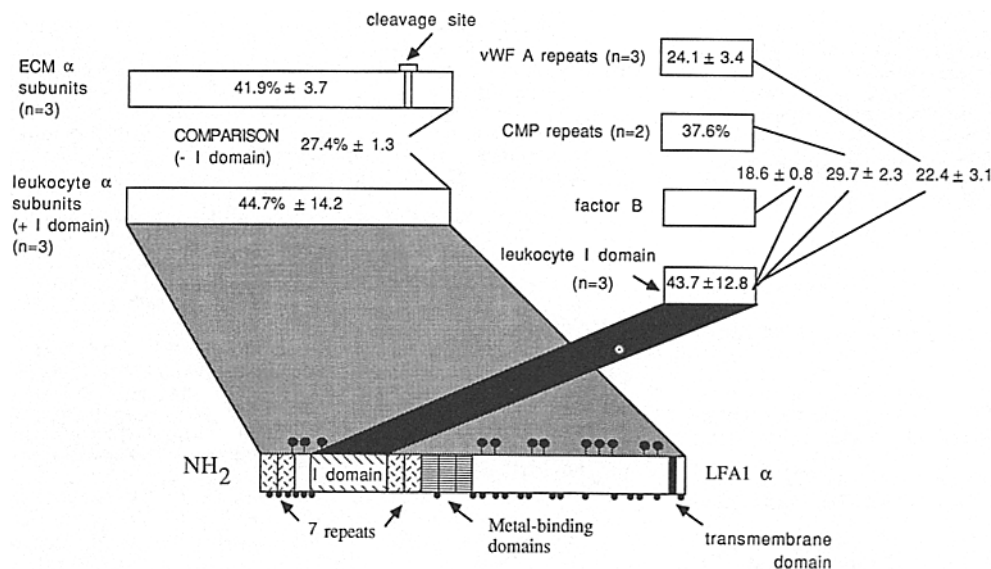 cleavage site
ECM α
subunits
(n=3)
41.9% ± 3.7
COMPARISON
(- I domain)
27.4% ± 1.3
leukocyte α
subunits
(+ I domain)
(n=3)
44.7% ± 14.2
vWF A repeats (n=3)
24.1 ± 3.4
CMP repeats (n=2)
37.6%
18.6 ± 0.8
29.7 ± 2.3
22.4 ± 3.1
factor B
leukocyte I domain
(n=3)
43.7 ± 12.8
NH2
I domain
LFA1 α
7 repeats
Metal-binding
domains
transmembrane
domain